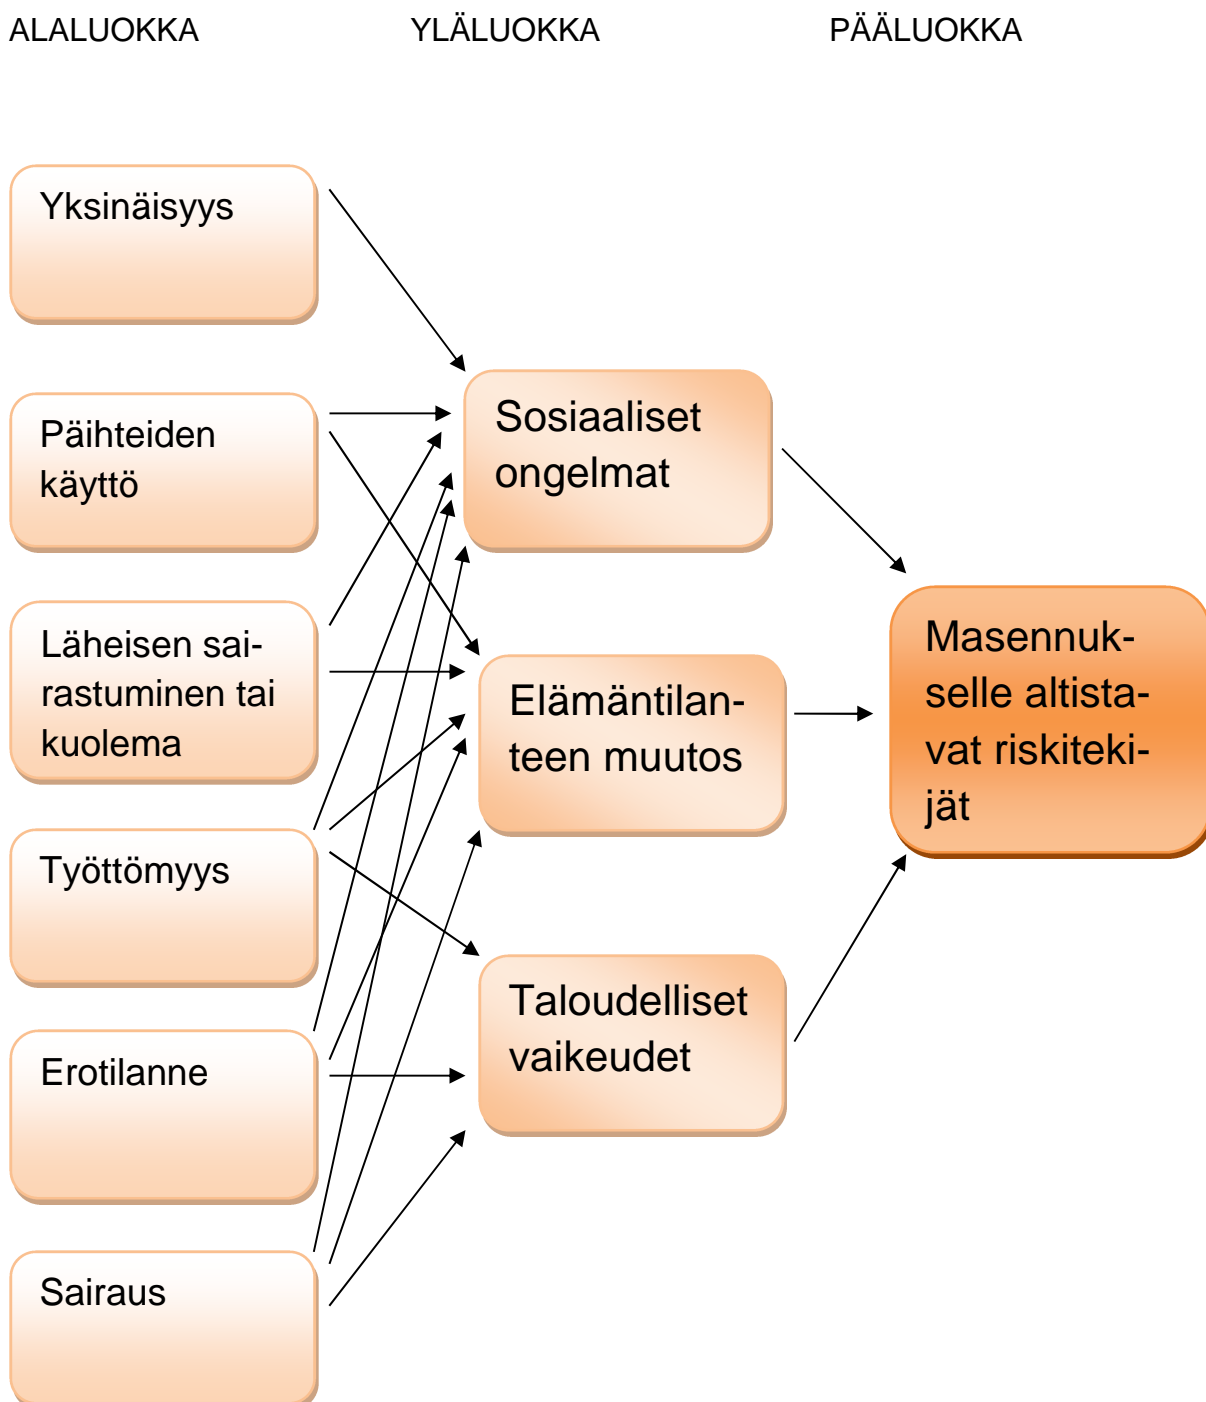 ALALUOKKA YLÄLUOKKA PÄÄLUOKKA
Yksinäisyys
Päihteiden
käyttö
Läheisen sai-
rastuminen tai
kuolema
Työttömyys
Erotilanne
Sairaus
Sosiaaliset
ongelmat
Elämäntilan-
teen muutos
Taloudelliset
vaikeudet
Masennuk-
selle altista-
vat riskiteki-
jät